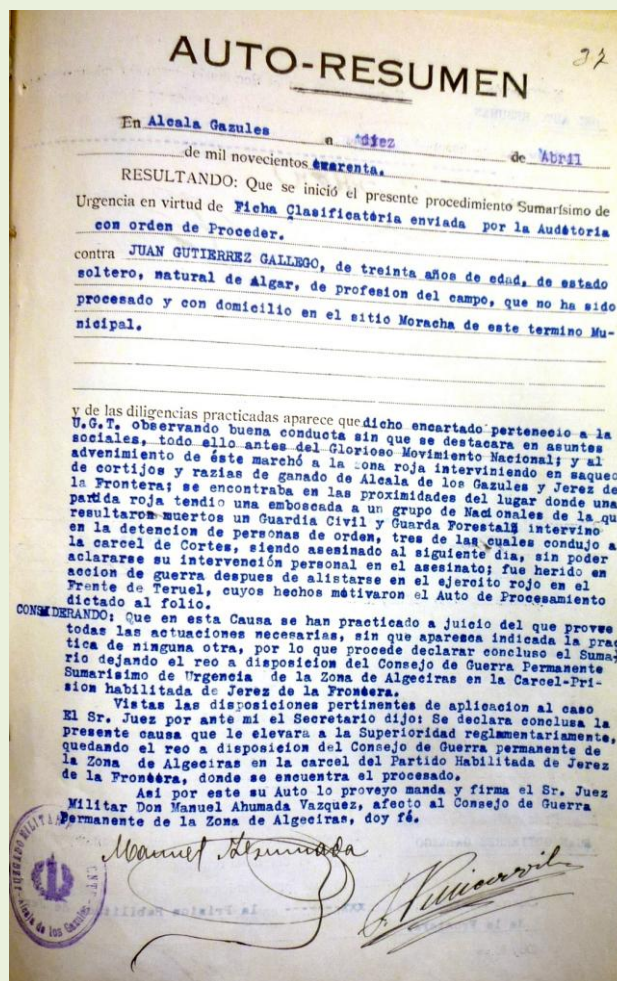 37
AUTO-RESUMEN
En Alcala Gazules a diez de Abril
de mil novecientos cuarenta.
RESULTANDO: Que se inició el presente procedimiento Sumarísimo de
Urgencia en virtud de Ficha Clasificatória enviada por la Auditoria
con orden de Proceder.
contra JUAN GUTIERREZ GALLEGO, de treinta años de edad, de estado
soltero, natural de Algar, de profesion del campo, que no ha sido
procesado y con domicilio en el sitio Moracha de este termino Mu-
nicipal.
y de las diligencias practicadas aparece que dicho encartado pertenecio a la
U.G.T. observando buena conducta sin que se destacara en asuntos
sociales, todo ello antes del Glorioso Movimiento Nacional; y al
advenimiento de éste marchó a la zona roja interviniendo en saqueo
de cortijos y razias de ganado de Alcala de los Gazules y Jerez de
la Frontera; se encontraba en las proximidades del lugar donde una
partida roja tendio una emboscada a un grupo de Nacionales de la qu
resultaron muertos un Guardia Civil y Guarda Forestal; intervino
en la detencion de personas de orden, tres de las cuales condujo a
la carcel de Cortes, siendo asesinado al siguiente dia, sin poder
aclararse su intervención personal en el asesinato; fue herido en
accion de guerra despues de alistarse en el ejercito rojo en el
Frente de Teruel, cuyos hechos mótivaron el Auto de Procesamiento
dictado al folio.
CONSIDERANDO: Que en esta Causa se han practicado a juicio del que provee
todas las actuaciones necesarias, sin que aparesca indicada la prac
tica de ninguna otra, por lo que procede declarar concluso el Suma;
rio dejando el reo a disposicion del Consejo de Guerra Permanente
Sumarisimo de Urgencia de la Zona de Algeciras en la Carcel-Pri-
sion habilitada de Jerez de la Frontera.
Vistas las disposiciones pertinentes de aplicacion al caso
El Sr. Juez por ante mi el Secretario dijo: Se declara conclusa la
presente causa que le elevara a la Superioridad reglamentariamente,
quedando el reo a disposicion del Consejo de Guerra permanente de
la Zona de Algeciras en la carcel del Partido Habilitada de Jerez
de la Frontéra, donde se encuentra el procesado.
Asi por este su Auto lo proveyo manda y firma el Sr. Juez
Militar Don Manuel Ahumada Vazquez, afecto al Consejo de Guerra
Permanente de la Zona de Algeciras, doy fé.
Manuel Ahumada
JUZGADO MILITAR
Alcala de los Gazules